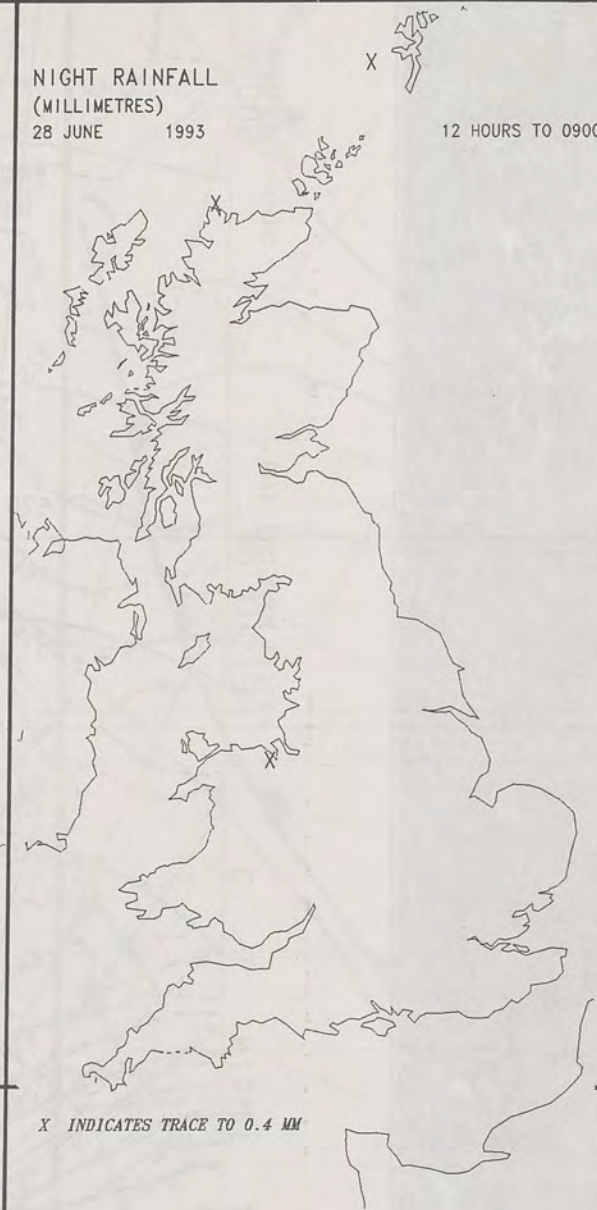 NIGHT RAINFALL
(MILLIMETRES)
28 JUNE 1993 12 HOURS TO 0900
X
X
X
X INDICATES TRACE TO 0.4 MM